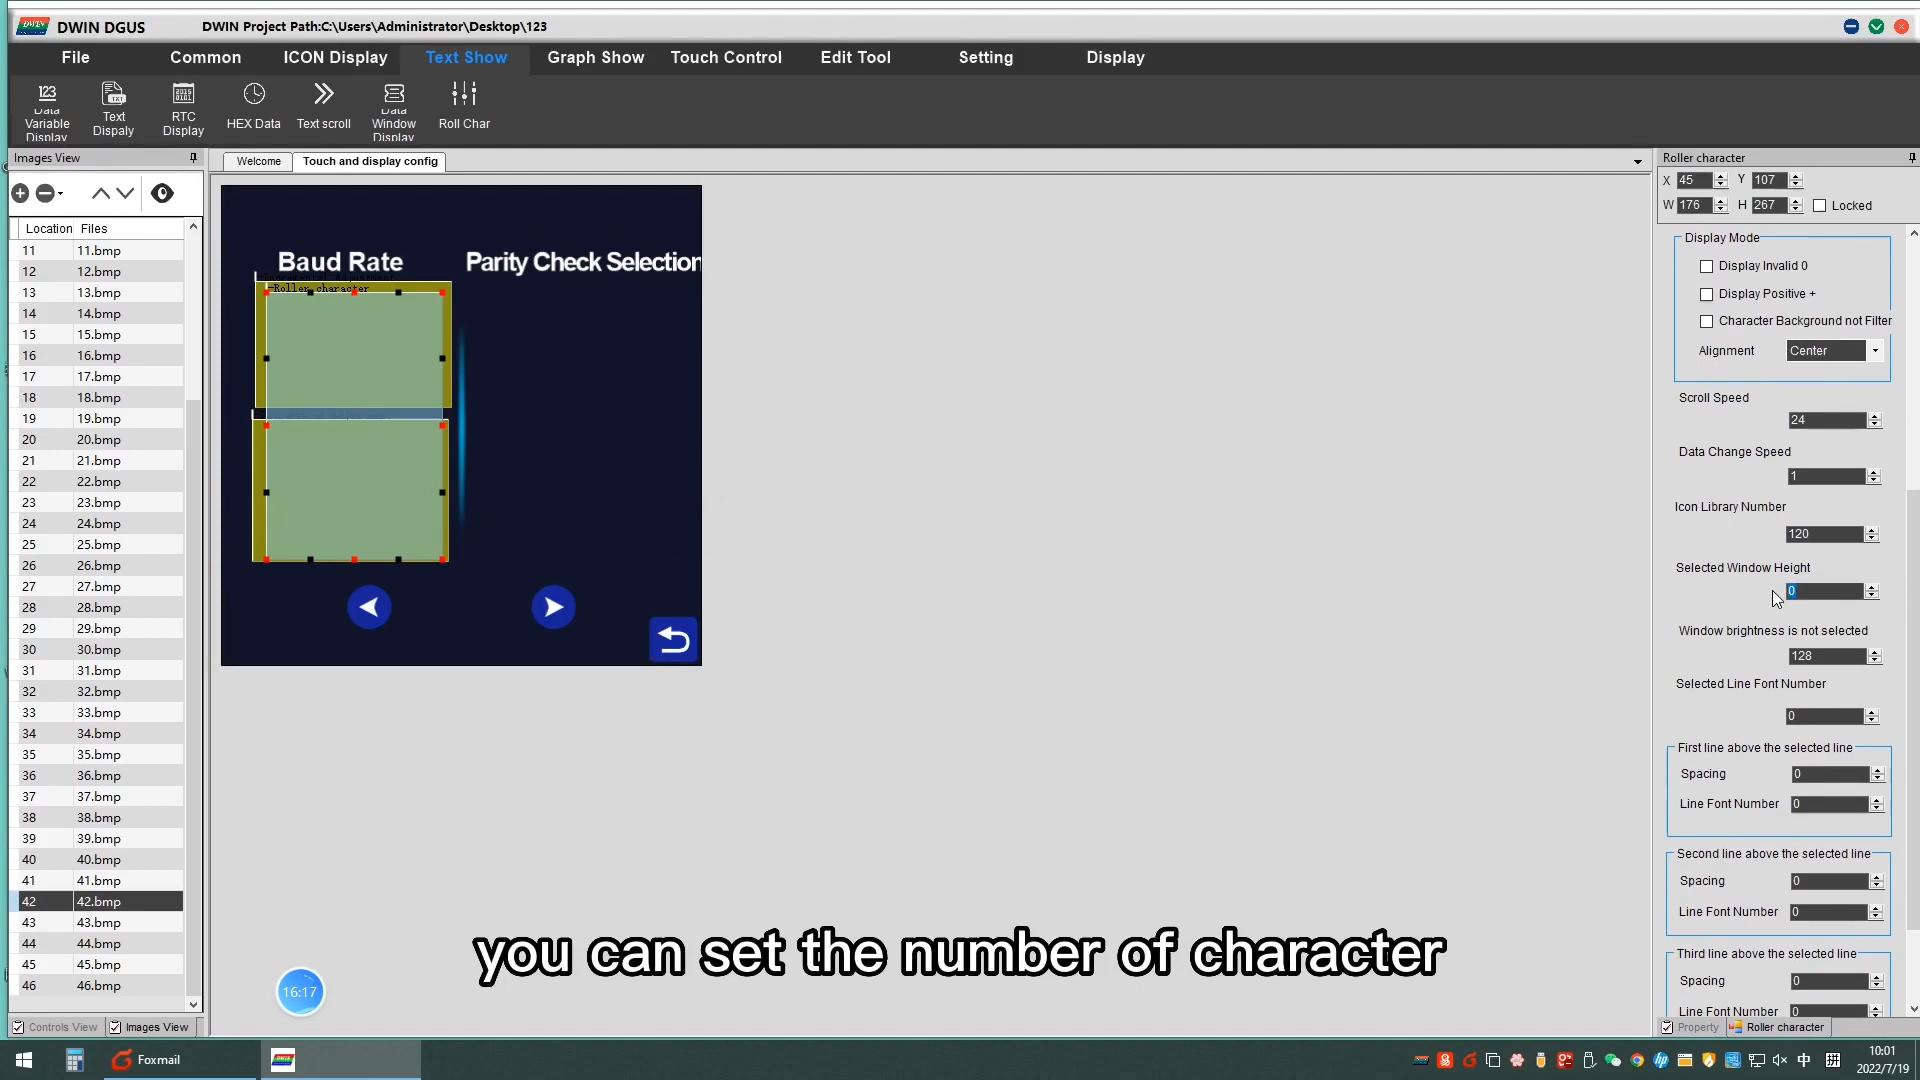 DWIN DGUS
DWIN Project Path:C:\Users\Administrator\Desktop\123
File
Common
ICON Display
Text Show
Graph Show
Touch Control
Edit Tool
Setting
Display
Data Variable Display
Text Dispaly
RTC Display
HEX Data
Text scroll
Data Window Display
Roll Char
Images View
Welcome
Touch and display config
Location Files
11 11.bmp
12 12.bmp
13 13.bmp
14 14.bmp
15 15.bmp
16 16.bmp
17 17.bmp
18 18.bmp
19 19.bmp
20 20.bmp
21 21.bmp
22 22.bmp
23 23.bmp
24 24.bmp
25 25.bmp
26 26.bmp
27 27.bmp
28 28.bmp
29 29.bmp
30 30.bmp
31 31.bmp
32 32.bmp
33 33.bmp
34 34.bmp
35 35.bmp
36 36.bmp
37 37.bmp
38 38.bmp
39 39.bmp
40 40.bmp
41 41.bmp
42 42.bmp
43 43.bmp
44 44.bmp
45 45.bmp
46 46.bmp
Controls View
Images View
Baud Rate
Parity Check Selection
Roller character
Roller character
X 45 Y 107
W 176 H 267 Locked
Display Mode
Display Invalid 0
Display Positive +
Character Background not Filter
Alignment Center
Scroll Speed
24
Data Change Speed
1
Icon Library Number
120
Selected Window Height
0
Window brightness is not selected
128
Selected Line Font Number
0
First line above the selected line
Spacing 0
Line Font Number 0
Second line above the selected line
Spacing 0
Line Font Number 0
Third line above the selected line
Spacing 0
Line Font Number 0
Property
Roller character
you can set the number of character
16:17
Foxmail
中
拼
10:01
2022/7/19